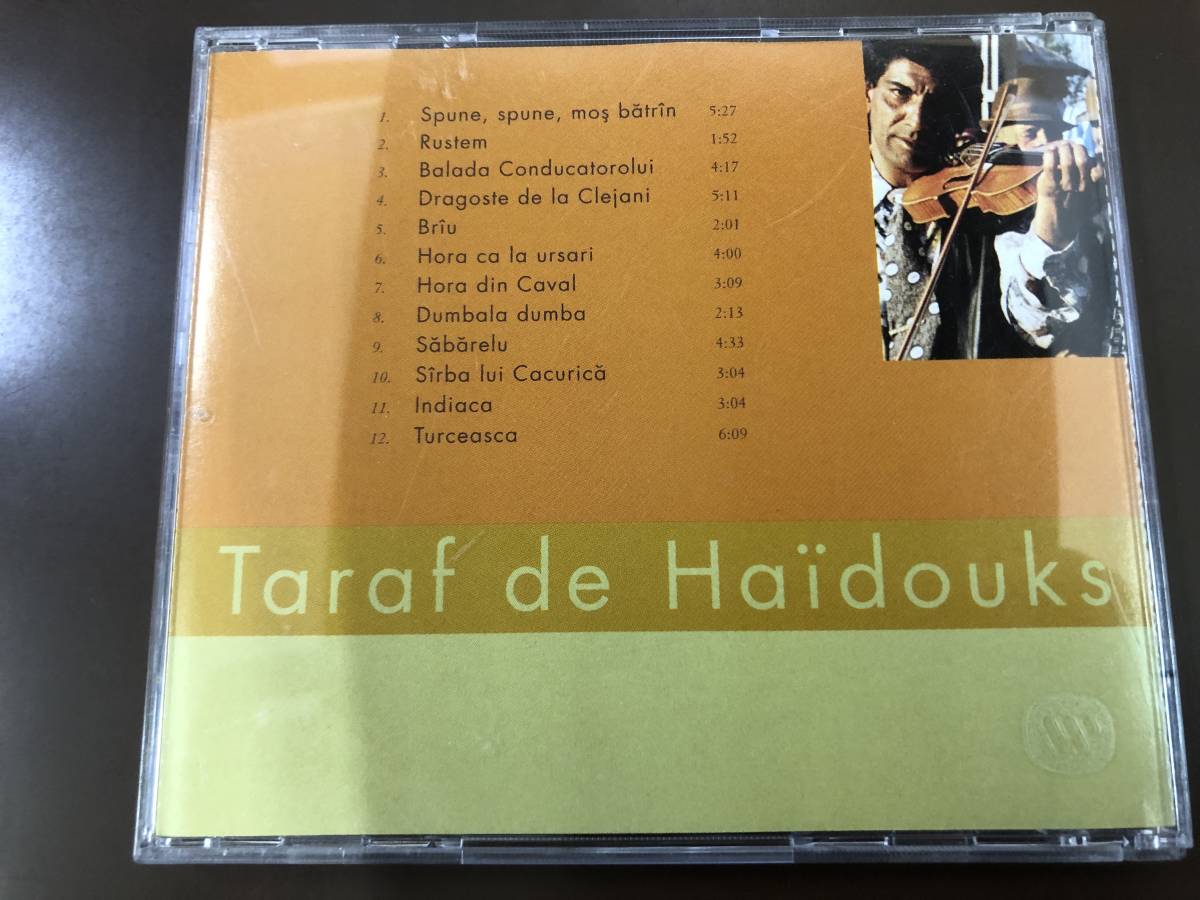 1. Spune, spune, moş bătrîn 5:27
2. Rustem 1:52
3. Balada Conducatorolui 4:17
4. Dragoste de la Clejani 5:11
5. Brîu 2:01
6. Hora ca la ursari 4:00
7. Hora din Caval 3:09
8. Dumbala dumba 2:13
9. Săbărelu 4:33
10. Sîrba lui Cacurică 3:04
11. Indiaca 3:04
12. Turceasca 6:09
Taraf de Haïdouks